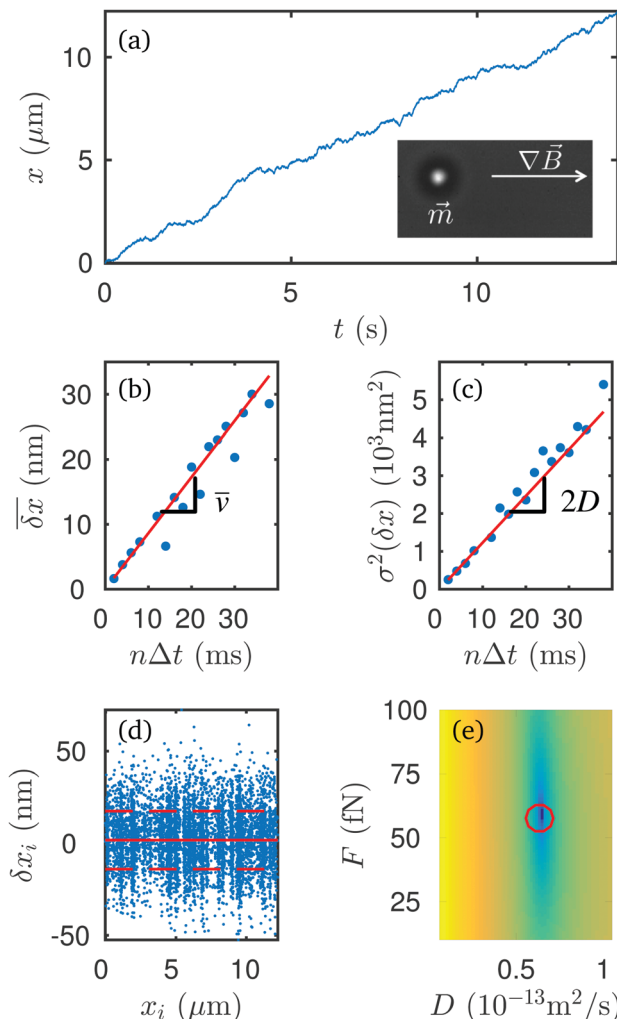 (a)
10
5
0
x (μm)
∇B⃗
m⃗
5 10
t (s)
(b)
30
20
10
0
δx̅ (nm)
v̅
0 10 20 30
nΔt (ms)
(c)
5
4
3
2
1
0
σ²(δx) (10³nm²)
2D
0 10 20 30
nΔt (ms)
(d)
50
0
-50
δxᵢ (nm)
0 5 10
xᵢ (μm)
(e)
100
75
50
25
F (fN)
0.5 1
D (10⁻¹³m²/s)